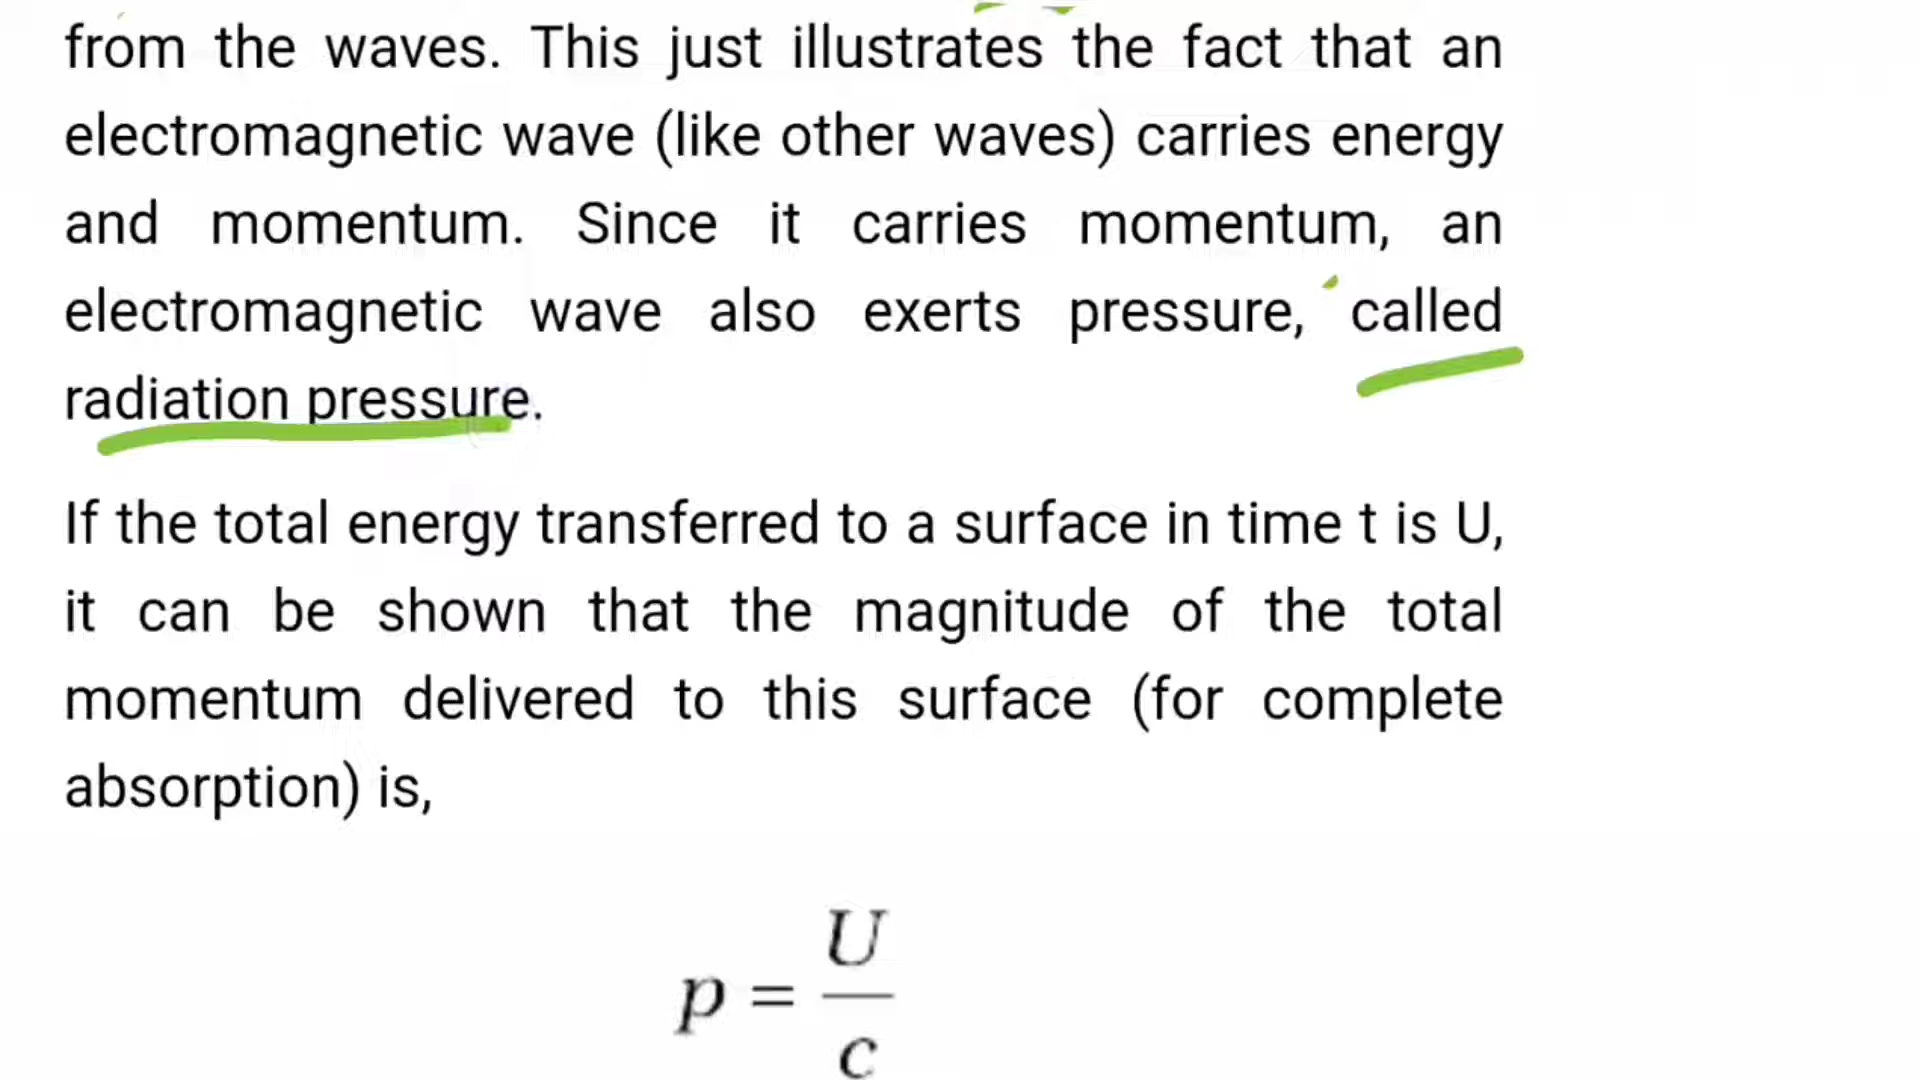 from the waves. This just illustrates the fact that an
electromagnetic wave (like other waves) carries energy
and momentum. Since it carries momentum, an
electromagnetic wave also exerts pressure, called
radiation pressure.
If the total energy transferred to a surface in time t is U,
it can be shown that the magnitude of the total
momentum delivered to this surface (for complete
absorption) is,
p = U/c